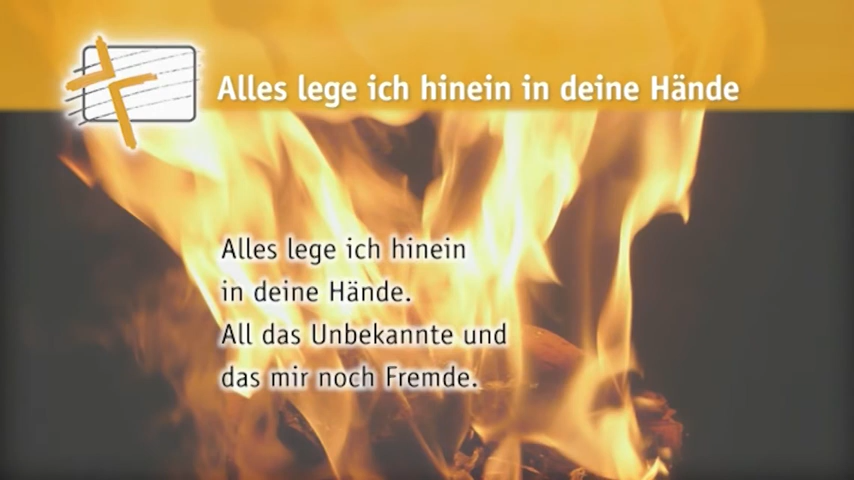 Alles lege ich hinein in deine Hände
Alles lege ich hinein
in deine Hände.
All das Unbekannte und
das mir noch Fremde.